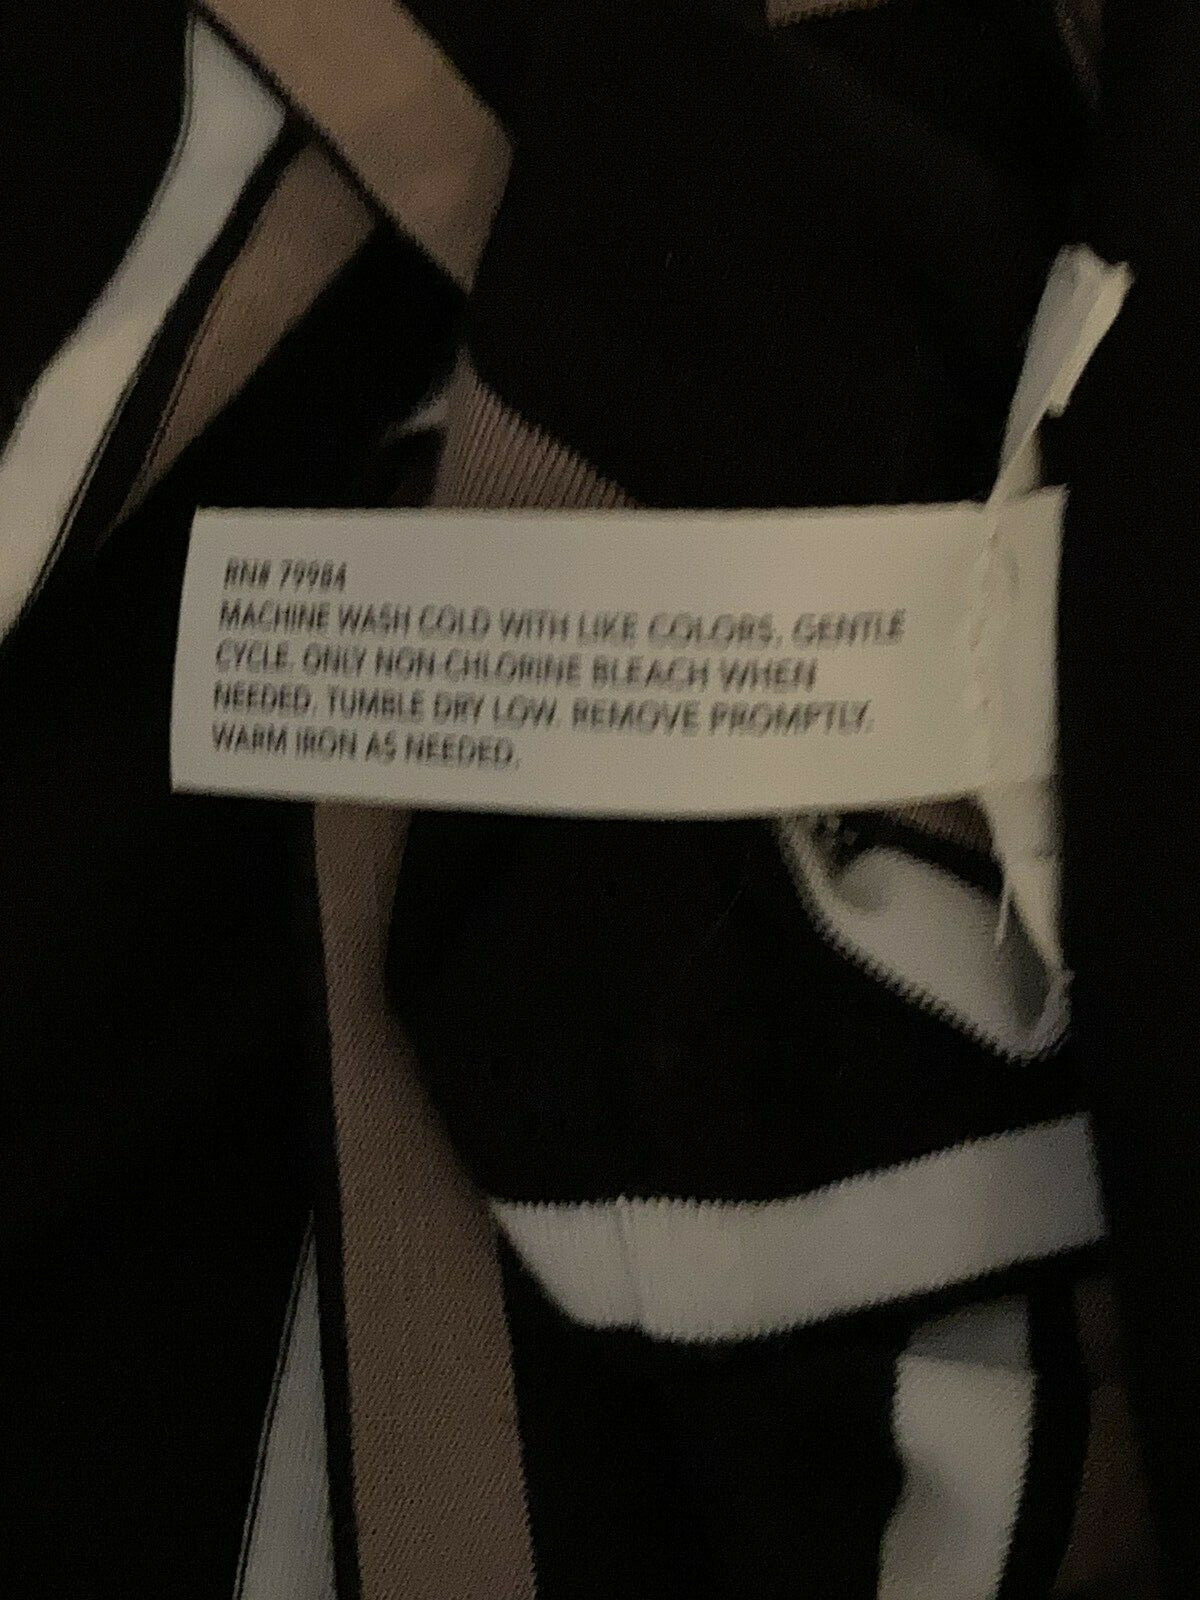 RN# 79984
MACHINE WASH COLD WITH LIKE COLORS, GENTLE
CYCLE. ONLY NON-CHLORINE BLEACH WHEN
NEEDED. TUMBLE DRY LOW. REMOVE PROMPTLY.
WARM IRON AS NEEDED.